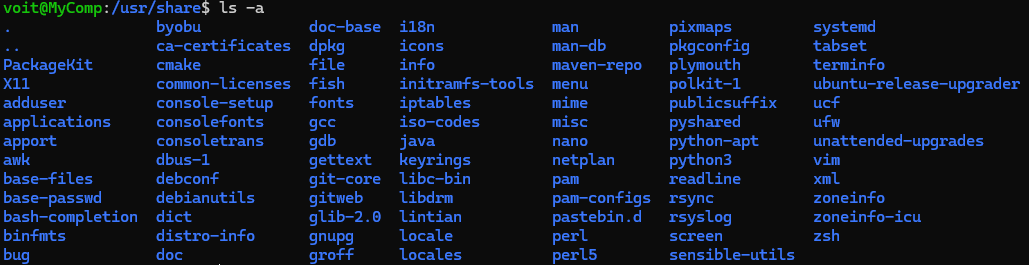 voit@MyComp:/usr/share$ ls -a
. byobu doc-base i18n man pixmaps systemd
.. ca-certificates dpkg icons man-db pkgconfig tabset
PackageKit cmake file info maven-repo plymouth terminfo
X11 common-licenses fish initramfs-tools menu polkit-1 ubuntu-release-upgrader
adduser console-setup fonts iptables mime publicsuffix ucf
applications consolefonts gcc iso-codes misc pyshared ufw
apport consoletrans gdb java nano python-apt unattended-upgrades
awk dbus-1 gettext keyrings netplan python3 vim
base-files debconf git-core libc-bin pam readline xml
base-passwd debianutils gitweb libdrm pam-configs rsync zoneinfo
bash-completion dict glib-2.0 lintian pastebin.d rsyslog zoneinfo-icu
binfmts distro-info gnupg locale perl screen zsh
bug doc groff locales perl5 sensible-utils